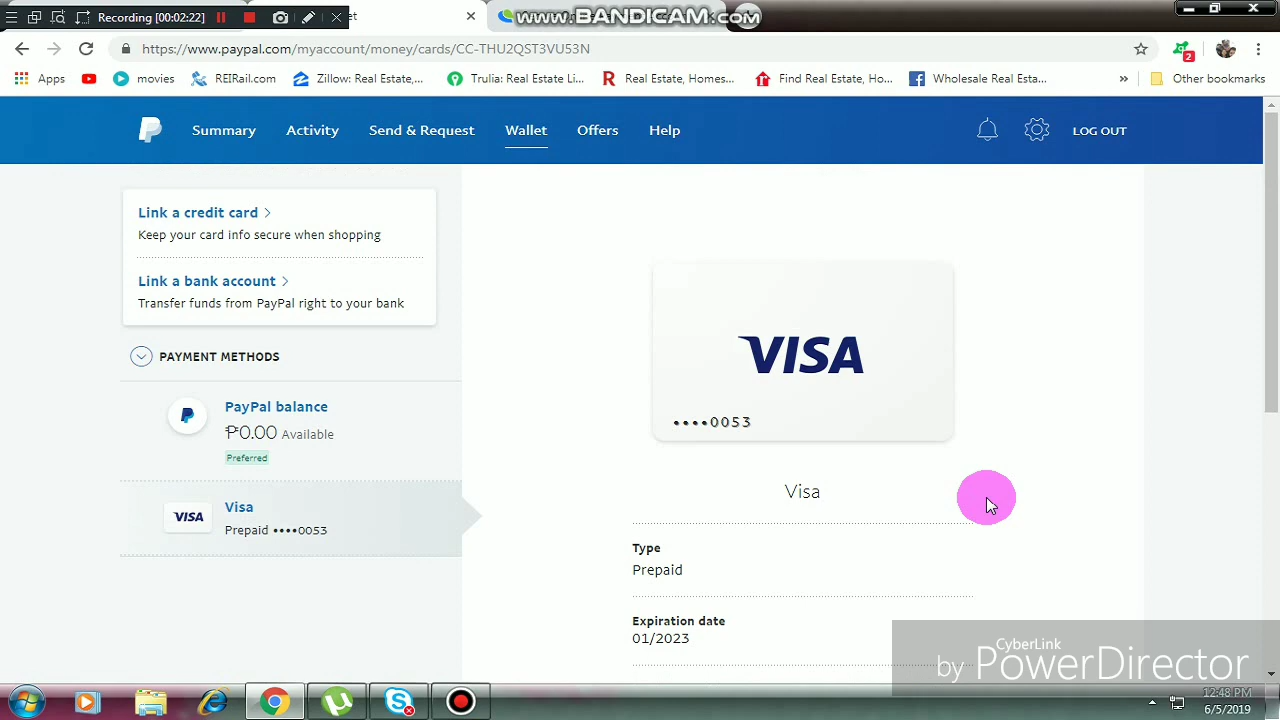 Recording [00:02:22]
et
www.BANDICAM.com
https://www.paypal.com/myaccount/money/cards/CC-THU2QST3VU53N
2
Apps
movies
REIRail.com
Zillow: Real Estate,...
Trulia: Real Estate Li...
Real Estate, Homes...
Find Real Estate, Ho...
Wholesale Real Esta...
»
Other bookmarks
Summary
Activity
Send & Request
Wallet
Offers
Help
LOG OUT
Link a credit card >
Keep your card info secure when shopping
Link a bank account >
Transfer funds from PayPal right to your bank
PAYMENT METHODS
PayPal balance
₱0.00 Available
Preferred
VISA
Visa
Prepaid ••••0053
VISA
••••0053
Visa
Type
Prepaid
Expiration date
01/2023
CyberLink
by PowerDirector
12:48 PM
6/5/2019